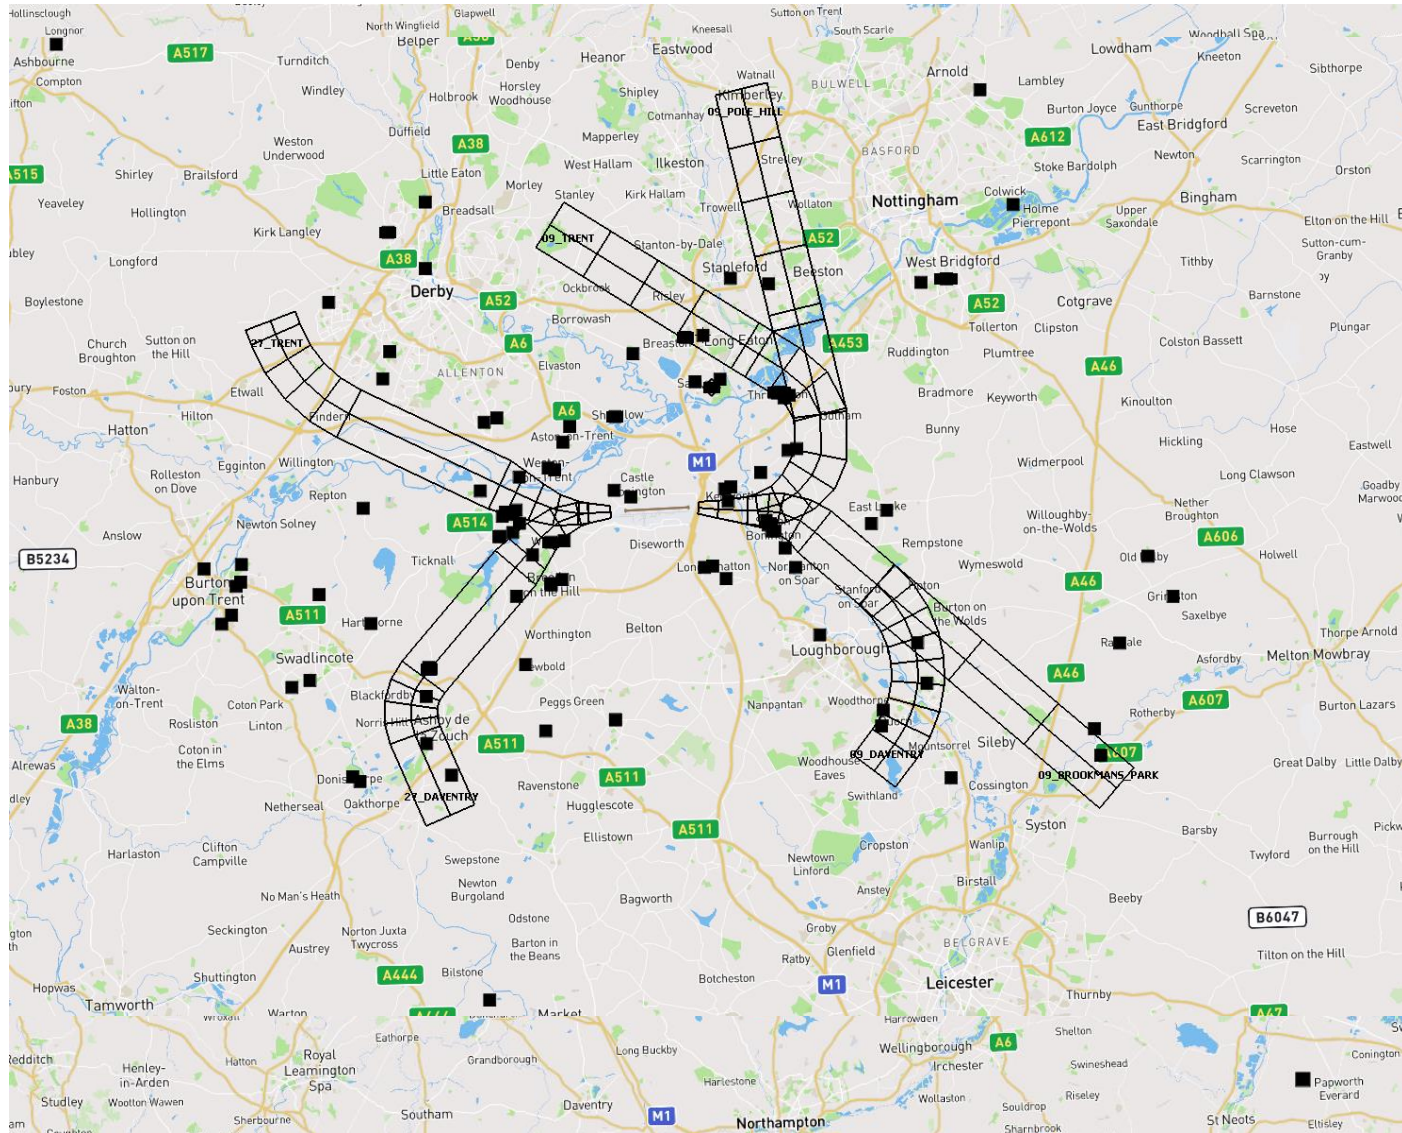 Hollinsclough
Longnor
Ashbourne
Compton
A517
Turnditch
Windley
North Wingfield
Belper
Glapwell
Denby
Horsley
Woodhouse
Holbrook
Heanor
Shipley
Eastwood
Kneesall
Sutton on Trent
South Scarle
Watnall
Kimberley
09_POLE_HILL
BULWELL
Arnold
Lowdham
Woodhall Spa
Kneeton
Sibthorpe
Lambley
Burton Joyce
Gunthorpe
East Bridgford
Screveton
A612
Cotmanhay
Mapperley
Duffield
A38
Weston
Underwood
West Hallam
Ilkeston
Strelley
BASFORD
Stoke Bardolph
Newton
Scarrington
Orston
A515
Shirley
Brailsford
Little Eaton
Morley
Stanley
Kirk Hallam
Trowell
Wollaton
Nottingham
Colwick
Holme
Pierrepont
Bingham
Yeaveley
Hollington
Breadsall
Upper
Saxondale
Elton on the Hill
Kirk Langley
09_TRENT
Stanton-by-Dale
A52
Sutton-cum-
Granby
Longford
A38
Stapleford
Beeston
West Bridgford
Tithby
Boylestone
Derby
A52
Ockbrook
Risley
A52
Cotgrave
Barnstone
Borrowash
Tollerton
Clipston
Plungar
Church
Broughton
Sutton on
the Hill
27_TRENT
A6
Breaston
Long Eaton
A453
Ruddington
Plumtree
Colston Bassett
Elvaston
A46
ALLENTON
Foston
Etwall
Bradmore
Keyworth
Kinoulton
Hilton
Findern
A6
Aston-on-Trent
Gotham
Bunny
Hose
Hatton
Hickling
Eastwell
Egginton
Willington
M1
Widmerpool
Long Clawson
Hanbury
Rolleston
on Dove
Repton
Castle
Nether
Broughton
Goadby
Marwood
Newton Solney
A514
East Leake
Willoughby-
on-the-Wolds
Anslow
Diseworth
Rempstone
A606
B5234
Ticknall
Wymeswold
Holwell
Burton
upon Trent
on the Hill
Normanton
on Soar
Stanford
on Soar
A46
Saxelbye
A511
Burton on
the Wolds
Worthington
Belton
Loughborough
Thorpe Arnold
Swadlincote
Asfordby
Melton Mowbray
Walton-
on-Trent
Coton Park
Blackfordby
Peggs Green
Woodthorpe
A46
A607
Linton
Nanpantan
Rotherby
Burton Lazars
A38
Rosliston
Ashby de
la Zouch
Coton in
the Elms
A511
Mountsorrel
Sileby
A607
Alrewas
Woodhouse
Eaves
09_DAVENTRY
09_BROOKMANS_PARK
Great Dalby
Little Dalby
A511
Ravenstone
Cossington
Swithland
Netherseal
Oakthorpe
27_DAVENTRY
Hugglescote
Syston
Ellistown
A511
Barsby
Burrough
on the Hill
Harlaston
Clifton
Campville
Swepstone
Newtown
Linford
Cropston
Wanlip
Twyford
No Man's Heath
Newton
Burgoland
Anstey
Birstall
Bagworth
Beeby
Odstone
B6047
Seckington
Norton Juxta
Twycross
Groby
BELGRAVE
Austrey
Barton in
the Beans
Glenfield
Tilton on the Hill
Ratby
Shuttington
A444
Bilstone
Botcheston
M1
Leicester
Hopwas
Thurnby
Tamworth
Warton
Market
A47
Harrowden
Shelton
Redditch
Eathorpe
Long Buckby
Wellingborough
A6
Henley-
in-Arden
Hatton
Royal
Leamington
Spa
Grandborough
Irchester
Swineshead
Conington
Harlestone
Papworth
Everard
Studley
Wootton Wawen
Southam
Daventry
Wollaston
Riseley
Sherbourne
M1
Northampton
Souldrop
Sharnbrook
St Neots
Eltisley